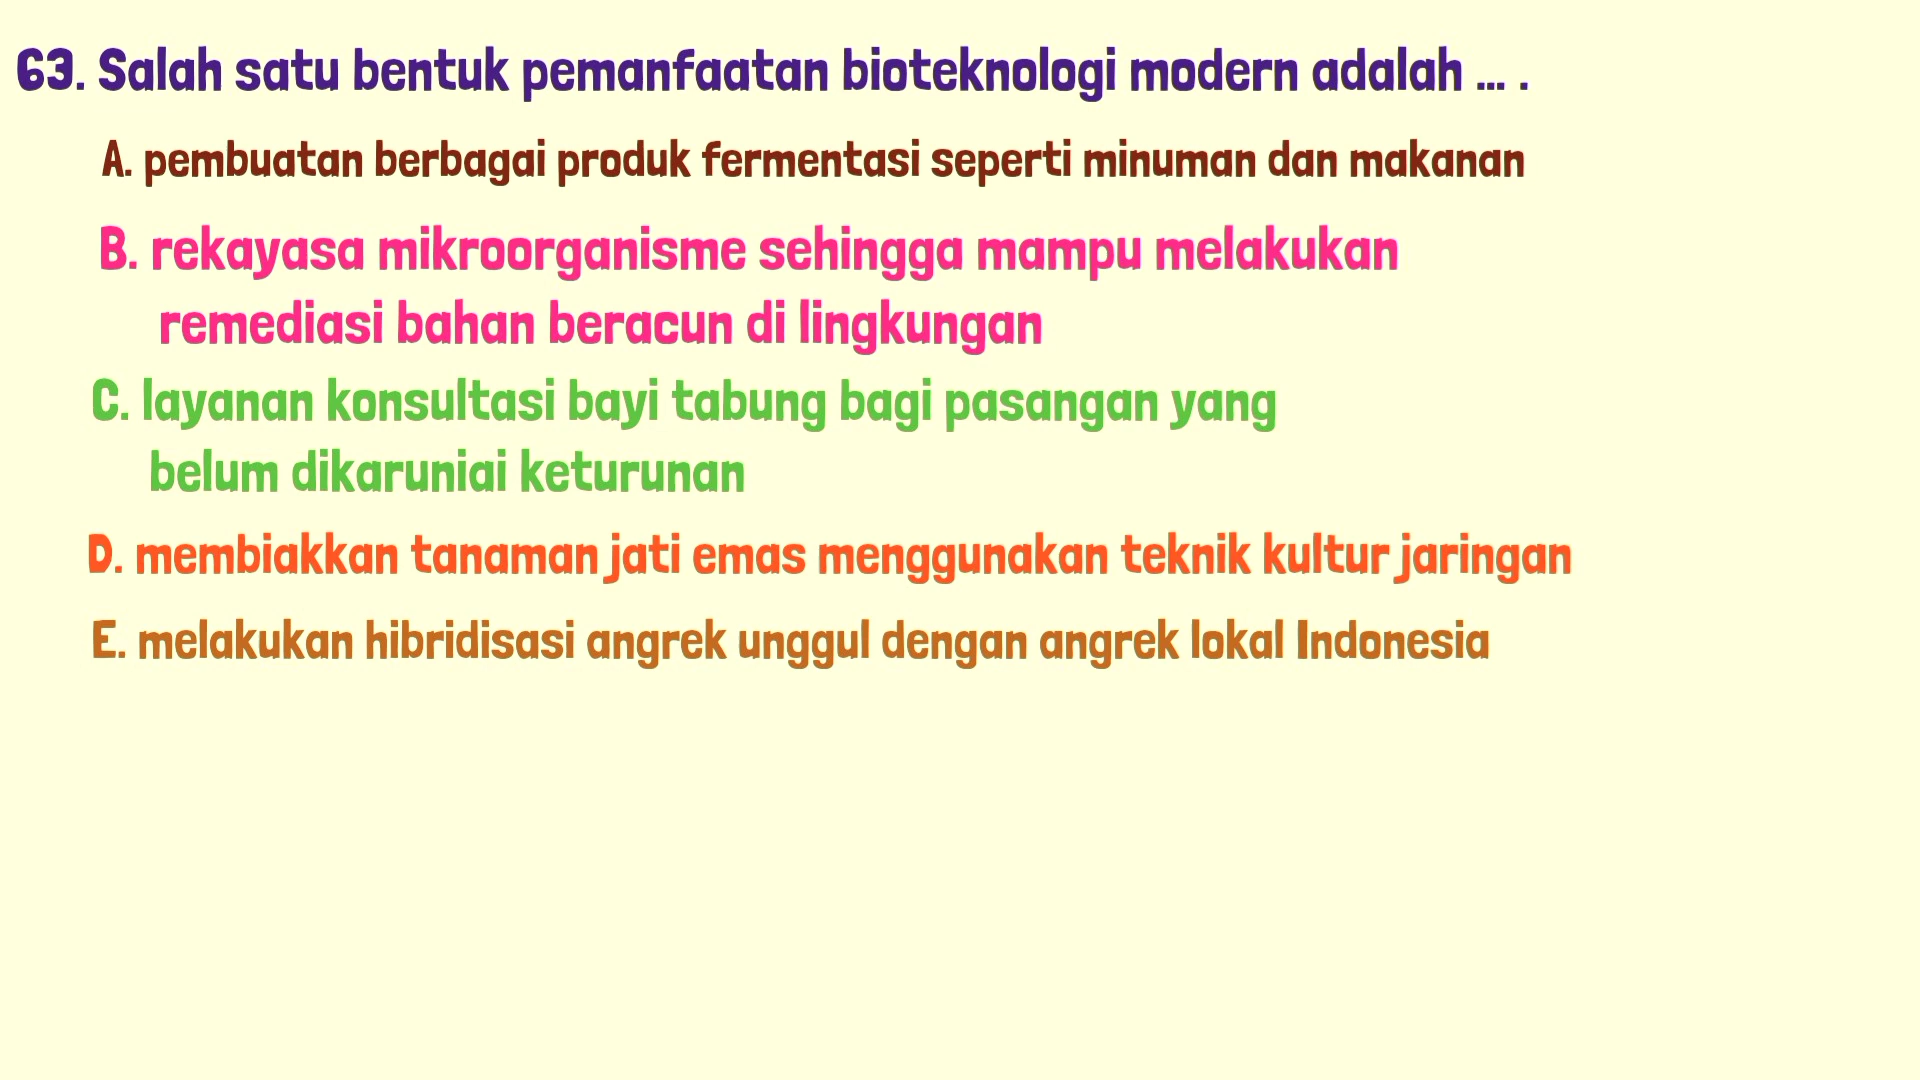 63. Salah satu bentuk pemanfaatan bioteknologi modern adalah ... .
A. pembuatan berbagai produk fermentasi seperti minuman dan makanan
B. rekayasa mikroorganisme sehingga mampu melakukan
remediasi bahan beracun di lingkungan
C. layanan konsultasi bayi tabung bagi pasangan yang
belum dikaruniai keturunan
D. membiakkan tanaman jati emas menggunakan teknik kultur jaringan
E. melakukan hibridisasi angrek unggul dengan angrek lokal Indonesia